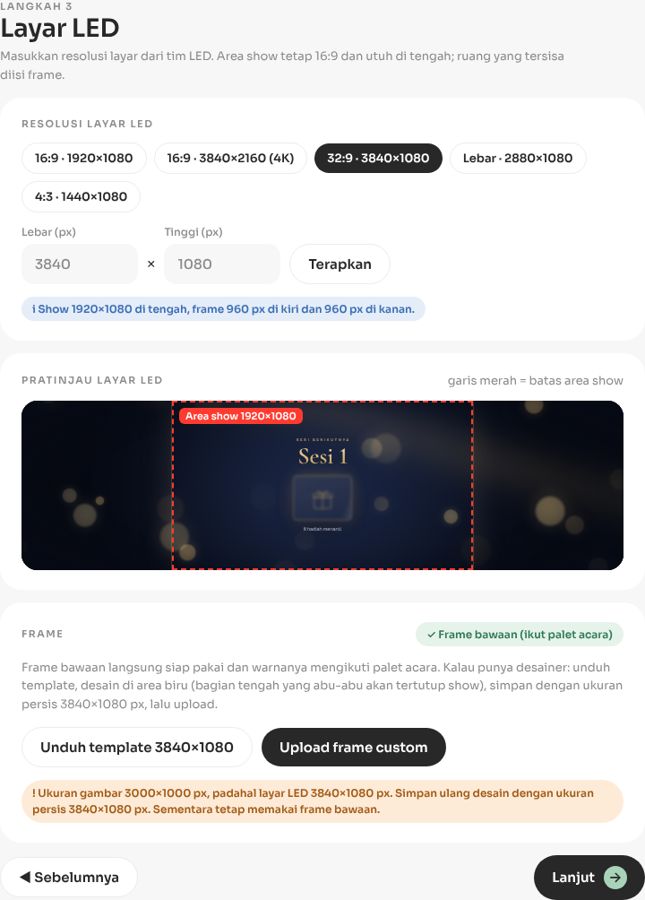 LANGKAH 3
Layar LED
Masukkan resolusi layar dari tim LED. Area show tetap 16:9 dan utuh di tengah; ruang yang tersisa
diisi frame.
RESOLUSI LAYAR LED
16:9 · 1920×1080
16:9 · 3840×2160 (4K)
32:9 · 3840×1080
Lebar · 2880×1080
4:3 · 1440×1080
Lebar (px)
Tinggi (px)
3840
×
1080
Terapkan
i Show 1920×1080 di tengah, frame 960 px di kiri dan 960 px di kanan.
PRATINJAU LAYAR LED
garis merah = batas area show
Area show 1920×1080
SESI BERIKUTNYA
Sesi 1
8 hadiah menanti
FRAME
✓ Frame bawaan (ikut palet acara)
Frame bawaan langsung siap pakai dan warnanya mengikuti palet acara. Kalau punya desainer: unduh
template, desain di area biru (bagian tengah yang abu-abu akan tertutup show), simpan dengan ukuran
persis 3840×1080 px, lalu upload.
Unduh template 3840×1080
Upload frame custom
! Ukuran gambar 3000×1000 px, padahal layar LED 3840×1080 px. Simpan ulang desain dengan ukuran
persis 3840×1080 px. Sementara tetap memakai frame bawaan.
◀ Sebelumnya
Lanjut →